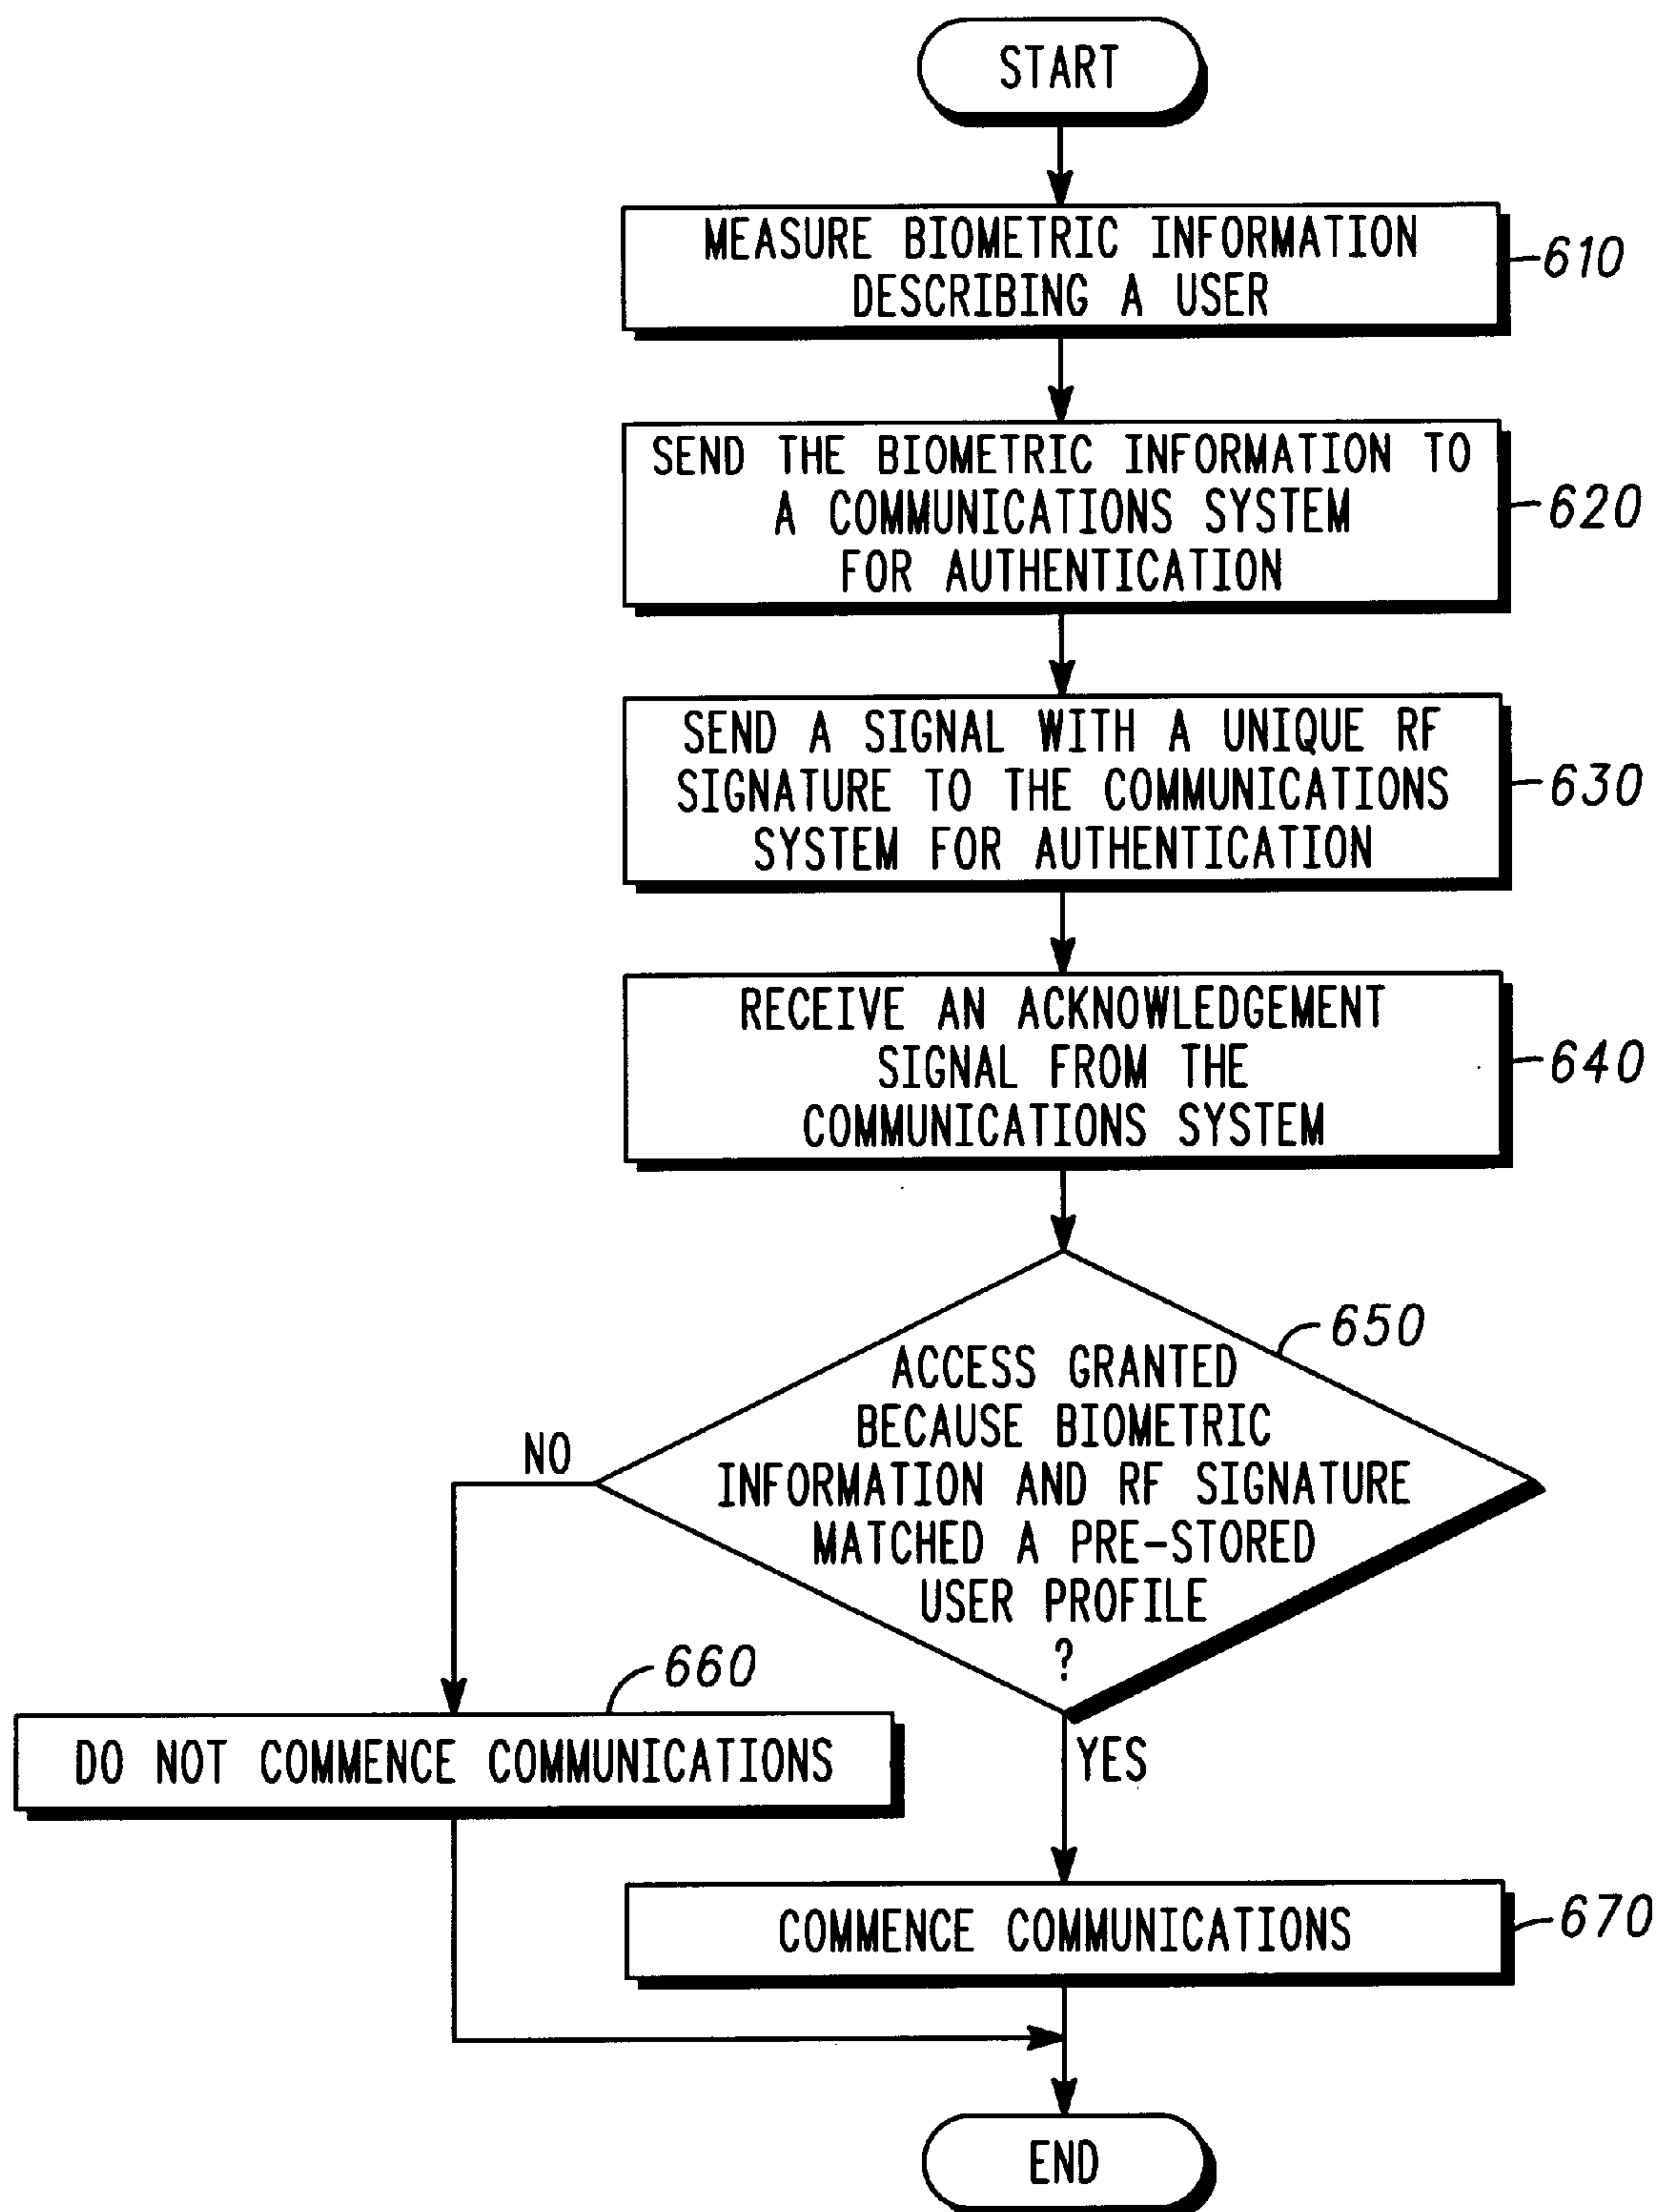 START
MEASURE BIOMETRIC INFORMATION
DESCRIBING A USER
610
SEND THE BIOMETRIC INFORMATION TO
A COMMUNICATIONS SYSTEM
FOR AUTHENTICATION
620
SEND A SIGNAL WITH A UNIQUE RF
SIGNATURE TO THE COMMUNICATIONS
SYSTEM FOR AUTHENTICATION
630
RECEIVE AN ACKNOWLEDGEMENT
SIGNAL FROM THE
COMMUNICATIONS SYSTEM
640
650
ACCESS GRANTED
BECAUSE BIOMETRIC
INFORMATION AND RF SIGNATURE
MATCHED A PRE-STORED
USER PROFILE
?
NO
660
DO NOT COMMENCE COMMUNICATIONS
YES
COMMENCE COMMUNICATIONS
670
END